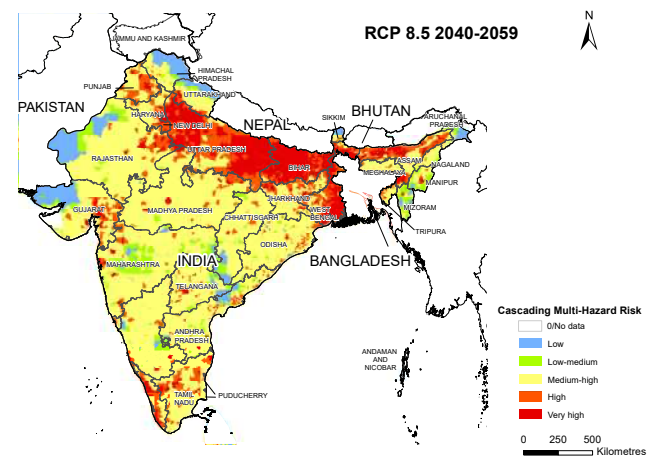 RCP 8.5 2040-2059
N
JAMMU AND KASHMIR
HIMACHAL
PRADESH
PUNJAB
UTTARAKHAND
PAKISTAN
HARYANA
NEW DELHI
NEPAL
SIKKIM
BHUTAN
ARUCHANAL
PRADESH
RAJASTHAN
UTTAR PRADESH
BIHAR
ASSAM
NAGALAND
MEGHALAYA
MANIPUR
GUJARAT
MADHYA PRADESH
JHARKHAND
WEST
BENGAL
MIZORAM
CHHATTISGARH
TRIPURA
ODISHA
MAHARASHTRA
INDIA
BANGLADESH
TELANGANA
ANDHRA
PRADESH
ANDAMAN
AND
NICOBAR
TAMIL
NADU
PUDUCHERRY
Cascading Multi-Hazard Risk
0/No data
Low
Low-medium
Medium-high
High
Very high
0 250 500
Kilometres